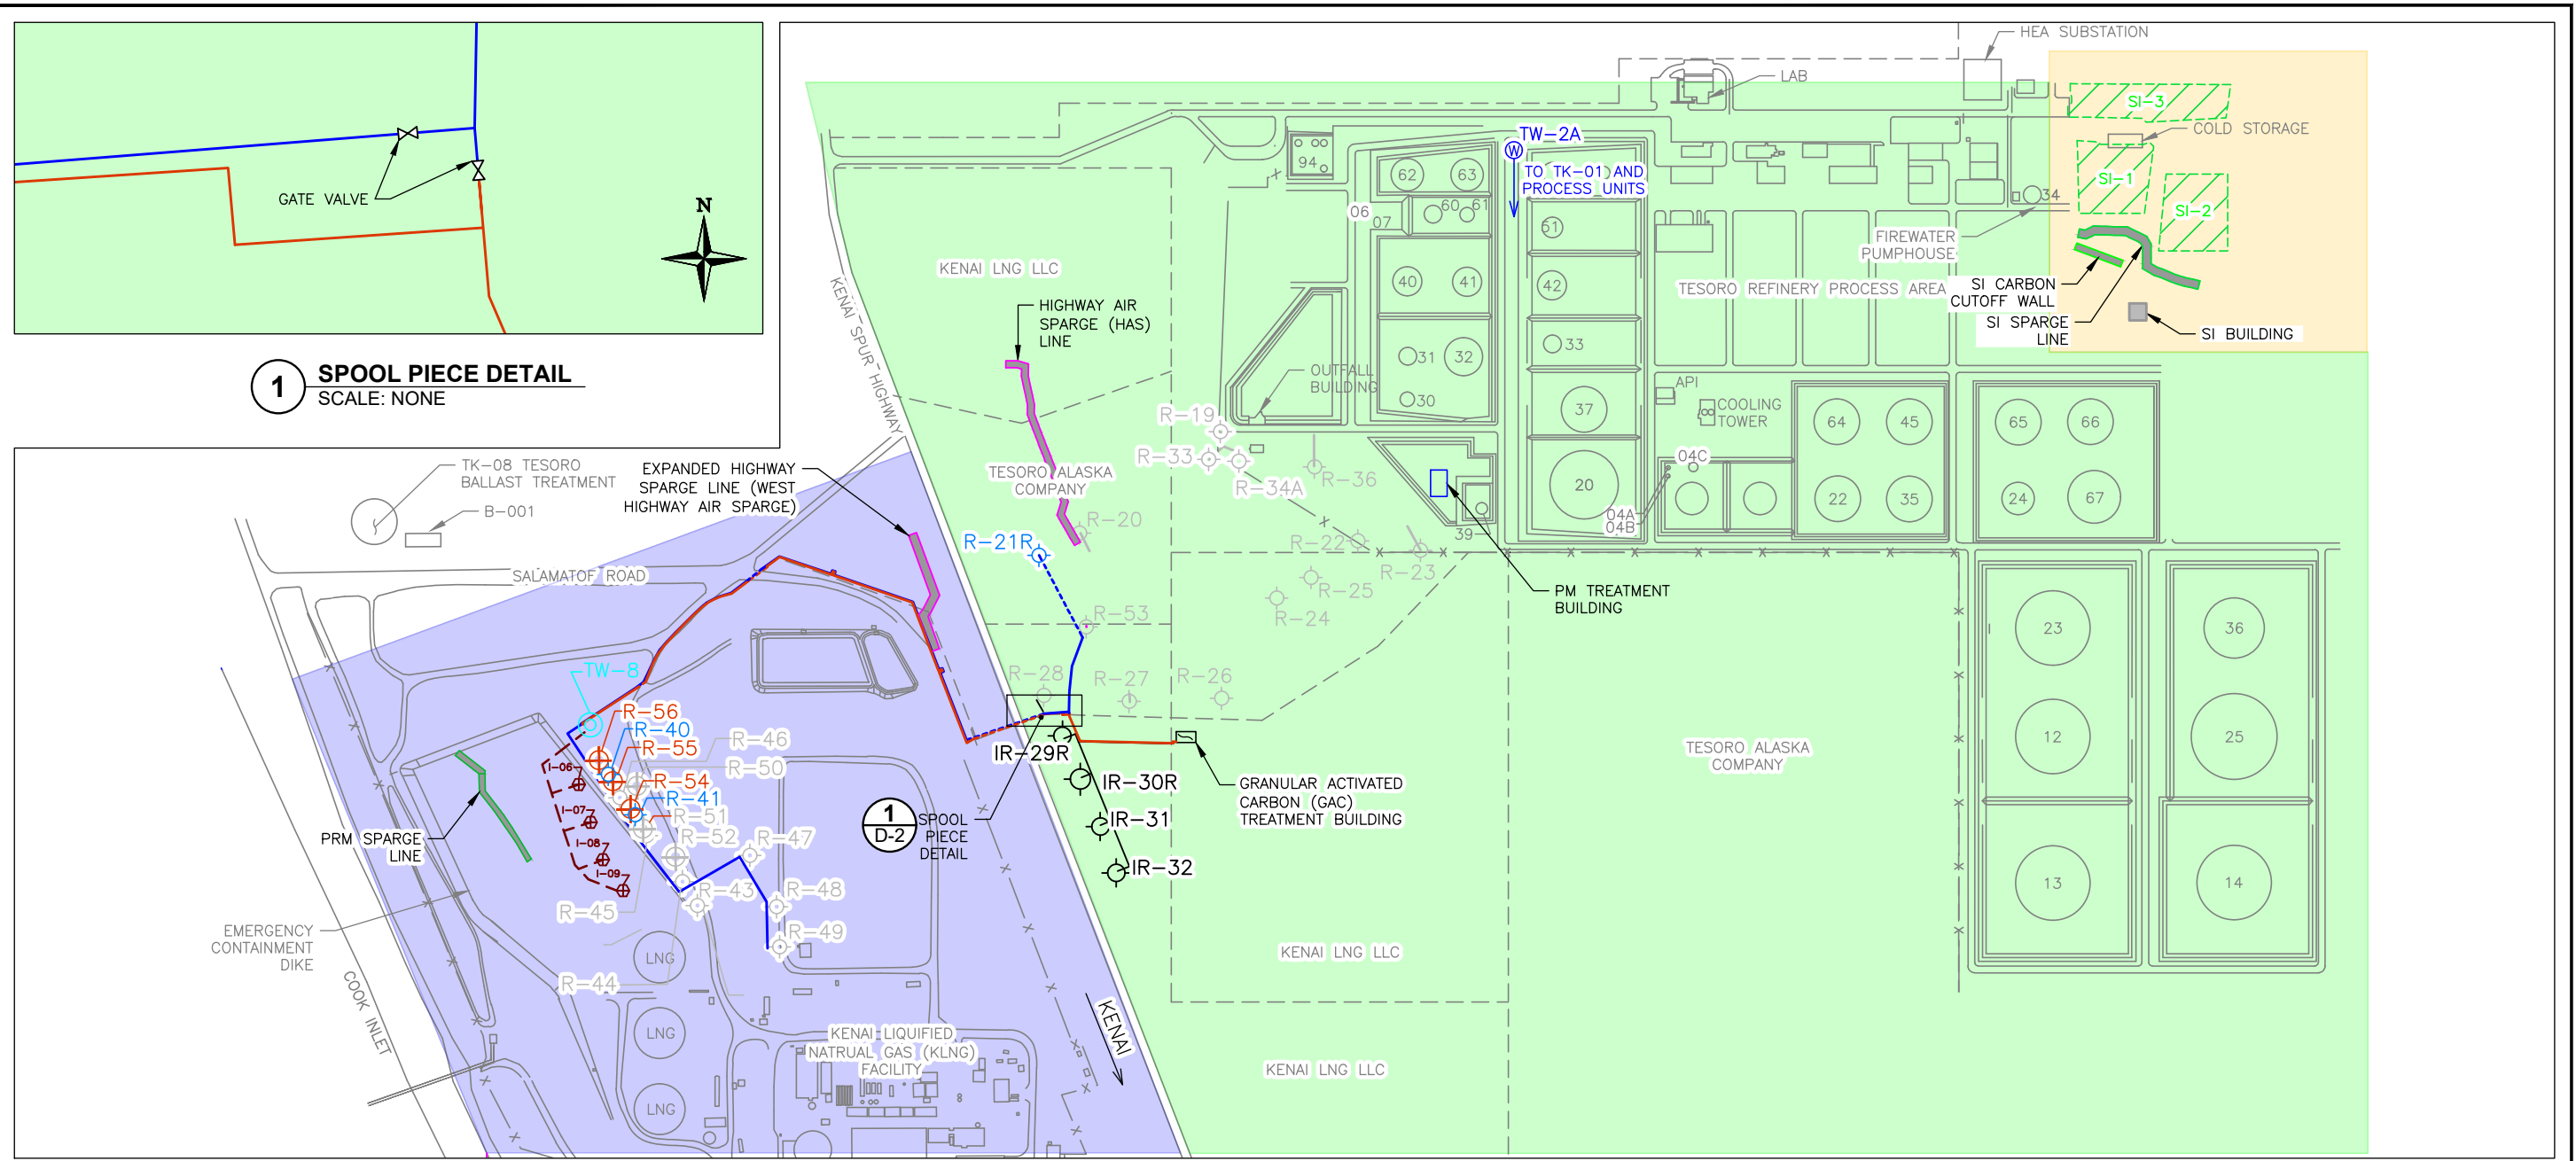 GATE VALVE
N
1
SPOOL PIECE DETAIL
SCALE: NONE
HEA SUBSTATION
LAB
SI-3
COLD STORAGE
SI-1
SI-2
34
FIREWATER
PUMPHOUSE
SI CARBON
CUTOFF WALL
SI SPARGE
LINE
SI BUILDING
TW-2A
W
TO TK-01 AND
PROCESS UNITS
94
62
63
06
07
60
61
51
40
41
42
31
32
33
30
37
20
TESORO REFINERY PROCESS AREA
KENAI LNG LLC
KENAI SPUR HIGHWAY
HIGHWAY AIR
SPARGE (HAS)
LINE
OUTFALL
BUILDING
API
COOLING
TOWER
64
45
65
66
04C
22
35
24
67
04A
04B
39
R-19
R-33
R-34A
R-36
TESORO ALASKA
COMPANY
R-20
R-21R
R-22
R-23
R-25
R-24
R-53
R-28
R-27
R-26
PM TREATMENT
BUILDING
TK-08 TESORO
BALLAST TREATMENT
B-001
EXPANDED HIGHWAY
SPARGE LINE (WEST
HIGHWAY AIR SPARGE)
SALAMATOF ROAD
TW-8
R-56
R-40
R-55
R-46
R-50
R-54
R-41
R-51
R-52
R-47
R-43
R-48
R-45
R-49
R-44
I-06
I-07
I-08
I-09
PRM SPARGE
LINE
EMERGENCY
CONTAINMENT
DIKE
COOK INLET
LNG
LNG
LNG
KENAI LIQUIFIED
NATRUAL GAS (KLNG)
FACILITY
1
D-2
SPOOL
PIECE
DETAIL
IR-29R
IR-30R
IR-31
IR-32
GRANULAR ACTIVATED
CARBON (GAC)
TREATMENT BUILDING
KENAI
KENAI LNG LLC
KENAI LNG LLC
TESORO ALASKA
COMPANY
23
36
12
25
13
14